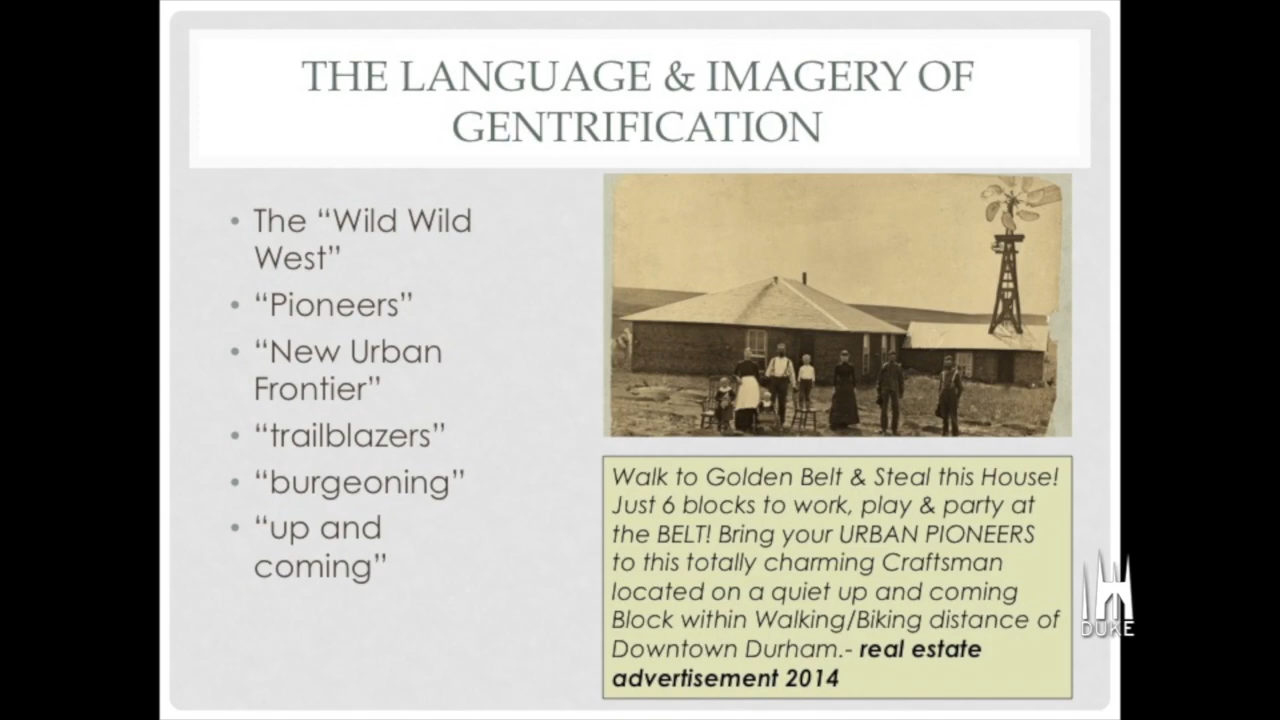 THE LANGUAGE & IMAGERY OF
GENTRIFICATION
• The “Wild Wild
West”
• “Pioneers”
• “New Urban
Frontier”
• “trailblazers”
• “burgeoning”
• “up and
coming”
Walk to Golden Belt & Steal this House!
Just 6 blocks to work, play & party at
the BELT! Bring your URBAN PIONEERS
to this totally charming Craftsman
located on a quiet up and coming
Block within Walking/Biking distance of
Downtown Durham.- real estate
advertisement 2014
DUKE